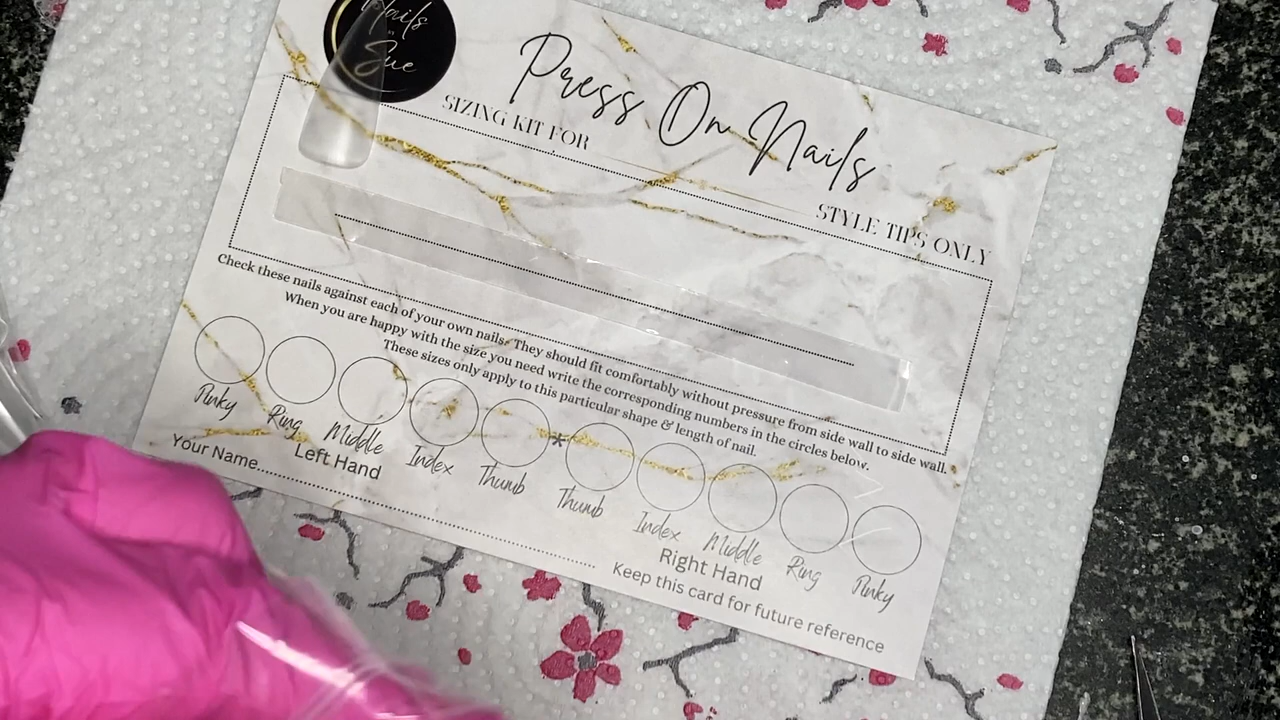 Nails
by
Sue
Press On Nails
SIZING KIT FOR
STYLE TIPS ONLY
Check these nails against each of your own nails. They should fit comfortably without pressure from side wall to side wall.
When you are happy with the size you need write the corresponding numbers in the circles below.
These sizes only apply to this particular shape & length of nail.
*
Pinky Ring Middle Index Thumb Thumb Index Middle Ring Pinky
Left Hand Right Hand
Your Name
Keep this card for future reference